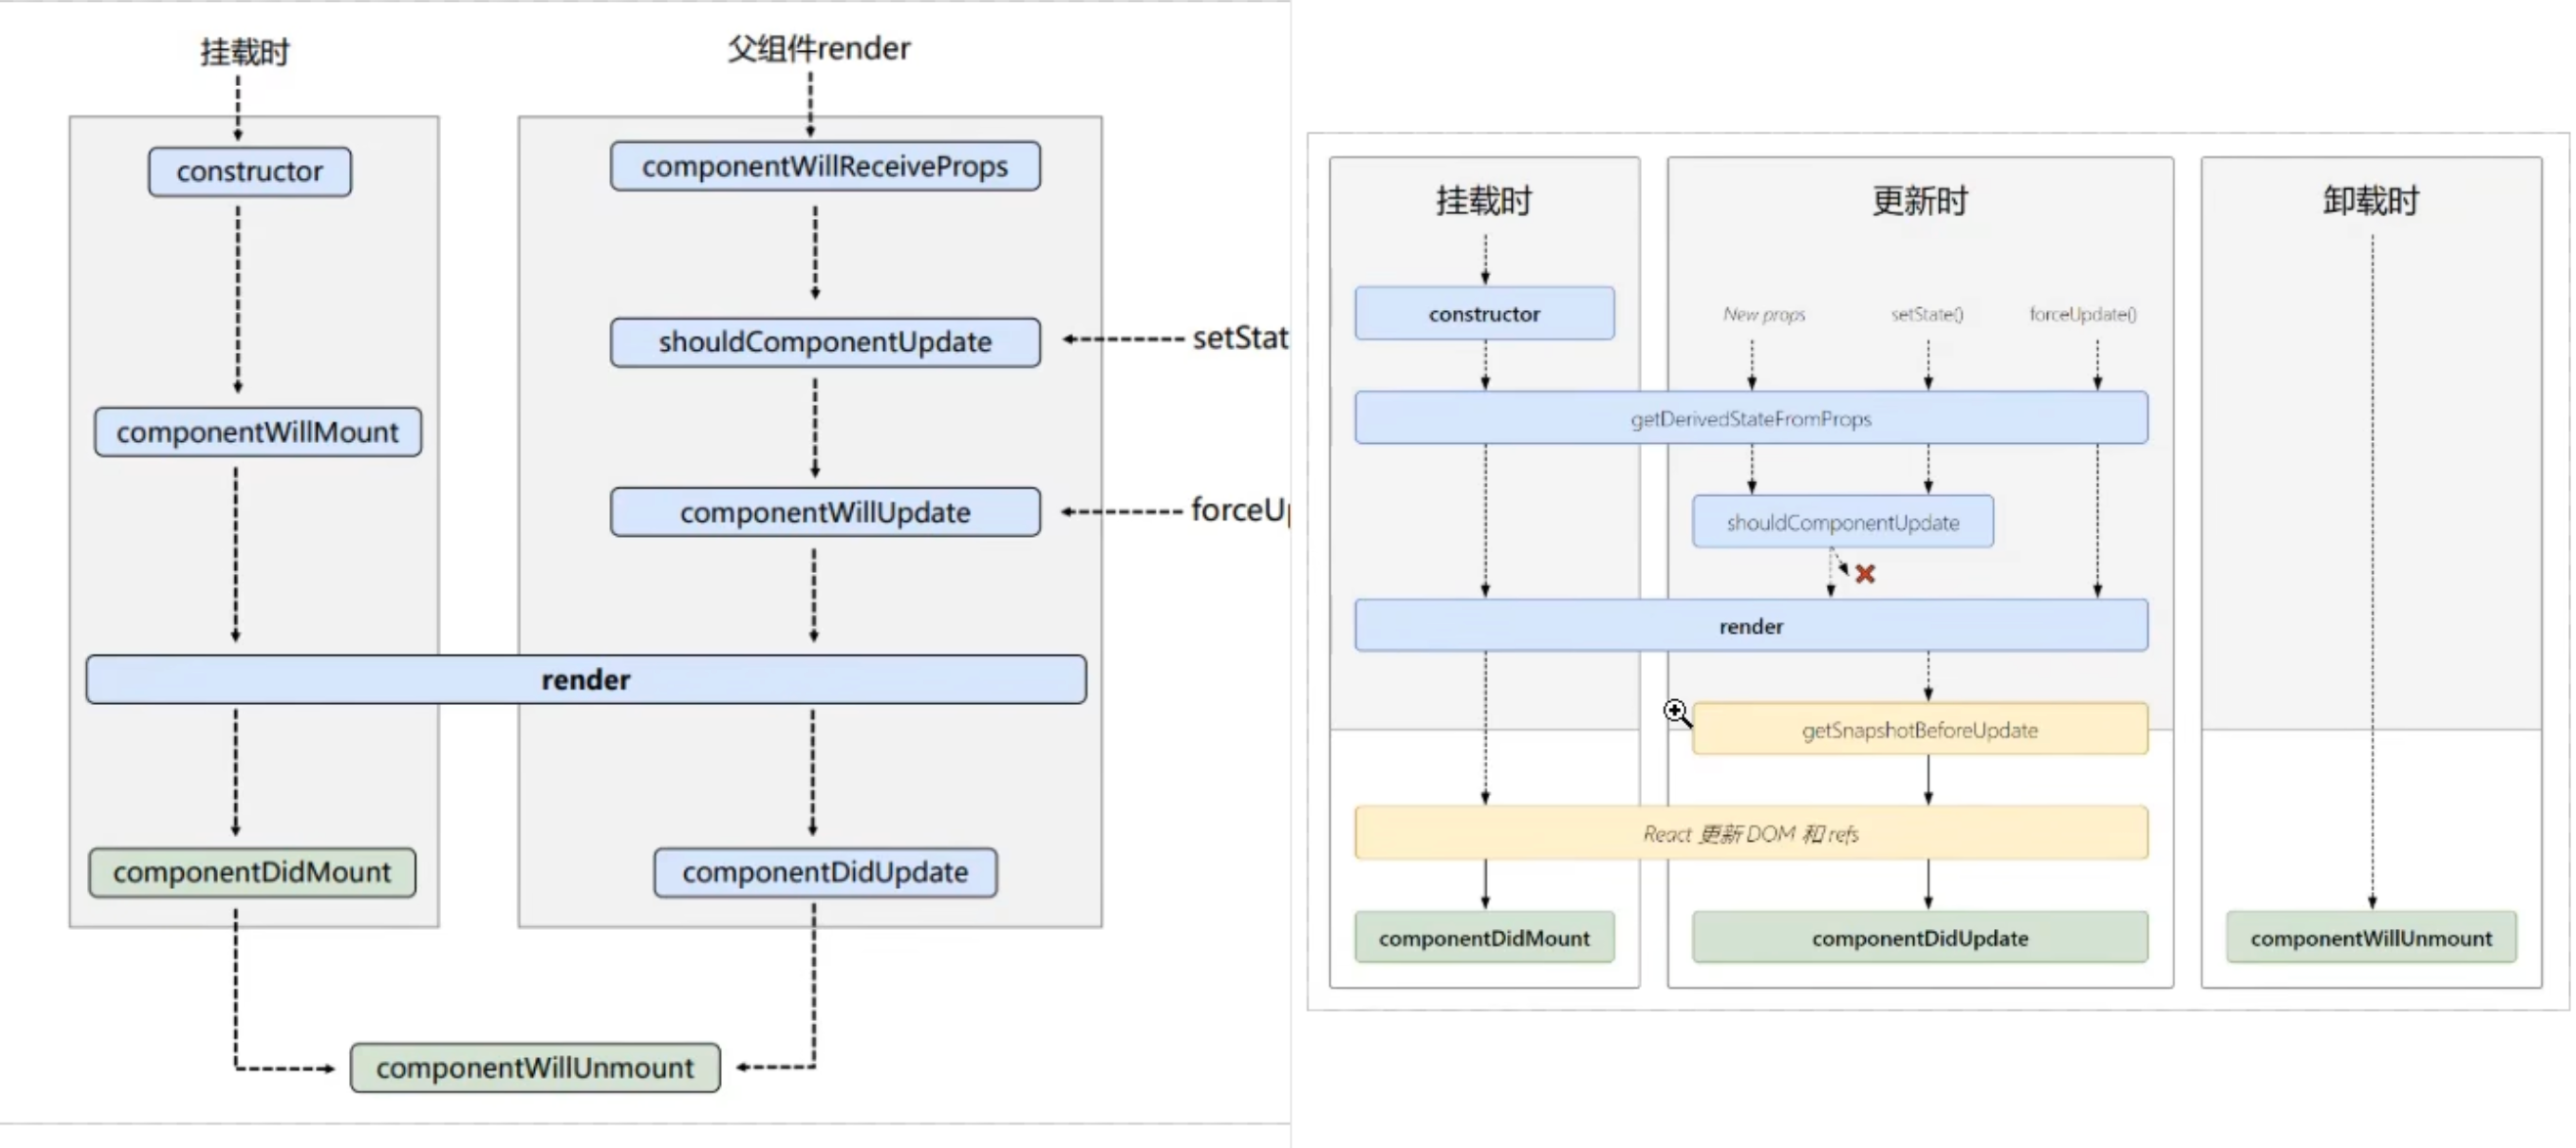 挂载时
父组件render
constructor
componentWillReceiveProps
shouldComponentUpdate
setStat
componentWillMount
componentWillUpdate
forceU
render
componentDidMount
componentDidUpdate
componentWillUnmount
挂载时
更新时
卸载时
constructor
New props
setState()
forceUpdate()
getDerivedStateFromProps
shouldComponentUpdate
render
getSnapshotBeforeUpdate
React 更新 DOM 和 refs
componentDidMount
componentDidUpdate
componentWillUnmount